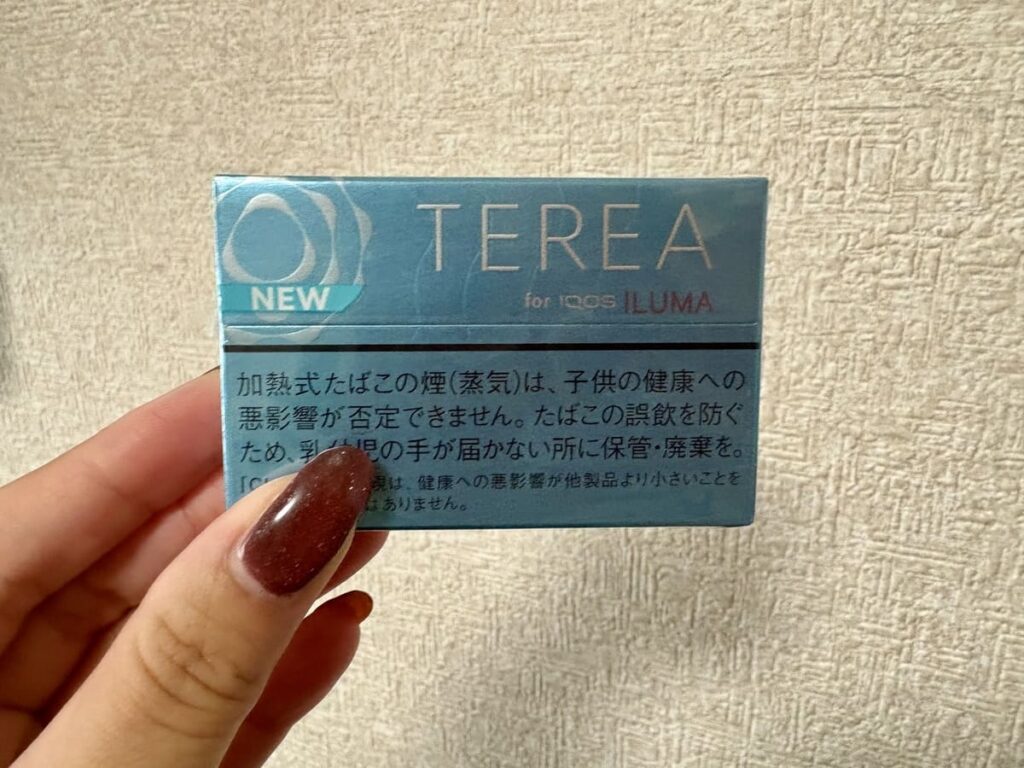 TEREA
NEW
for IQOS ILUMA
加熱式たばこの煙(蒸気)は、子供の健康への
悪影響が否定できません。たばこの誤飲を防ぐ
ため、乳幼児の手が届かない所に保管・廃棄を。
は、健康への悪影響が他製品より小さいことを
はありません。